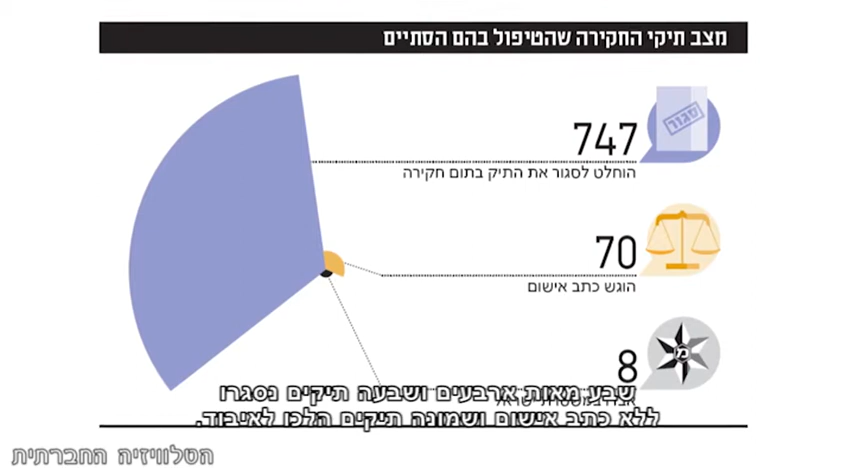 מצב תיקי החקירה שהטיפול בהם הסתיים
סגור
747
הוחלט לסגור את התיק בתום חקירה
70
הוגש כתב אישום
8
מ
שבע מאות ארבעים ושבעה תיקים נסגרו
ללא כתב אישום ושמונה תיקים הלכו לאיבוד.
הטלוויזיה החברתית